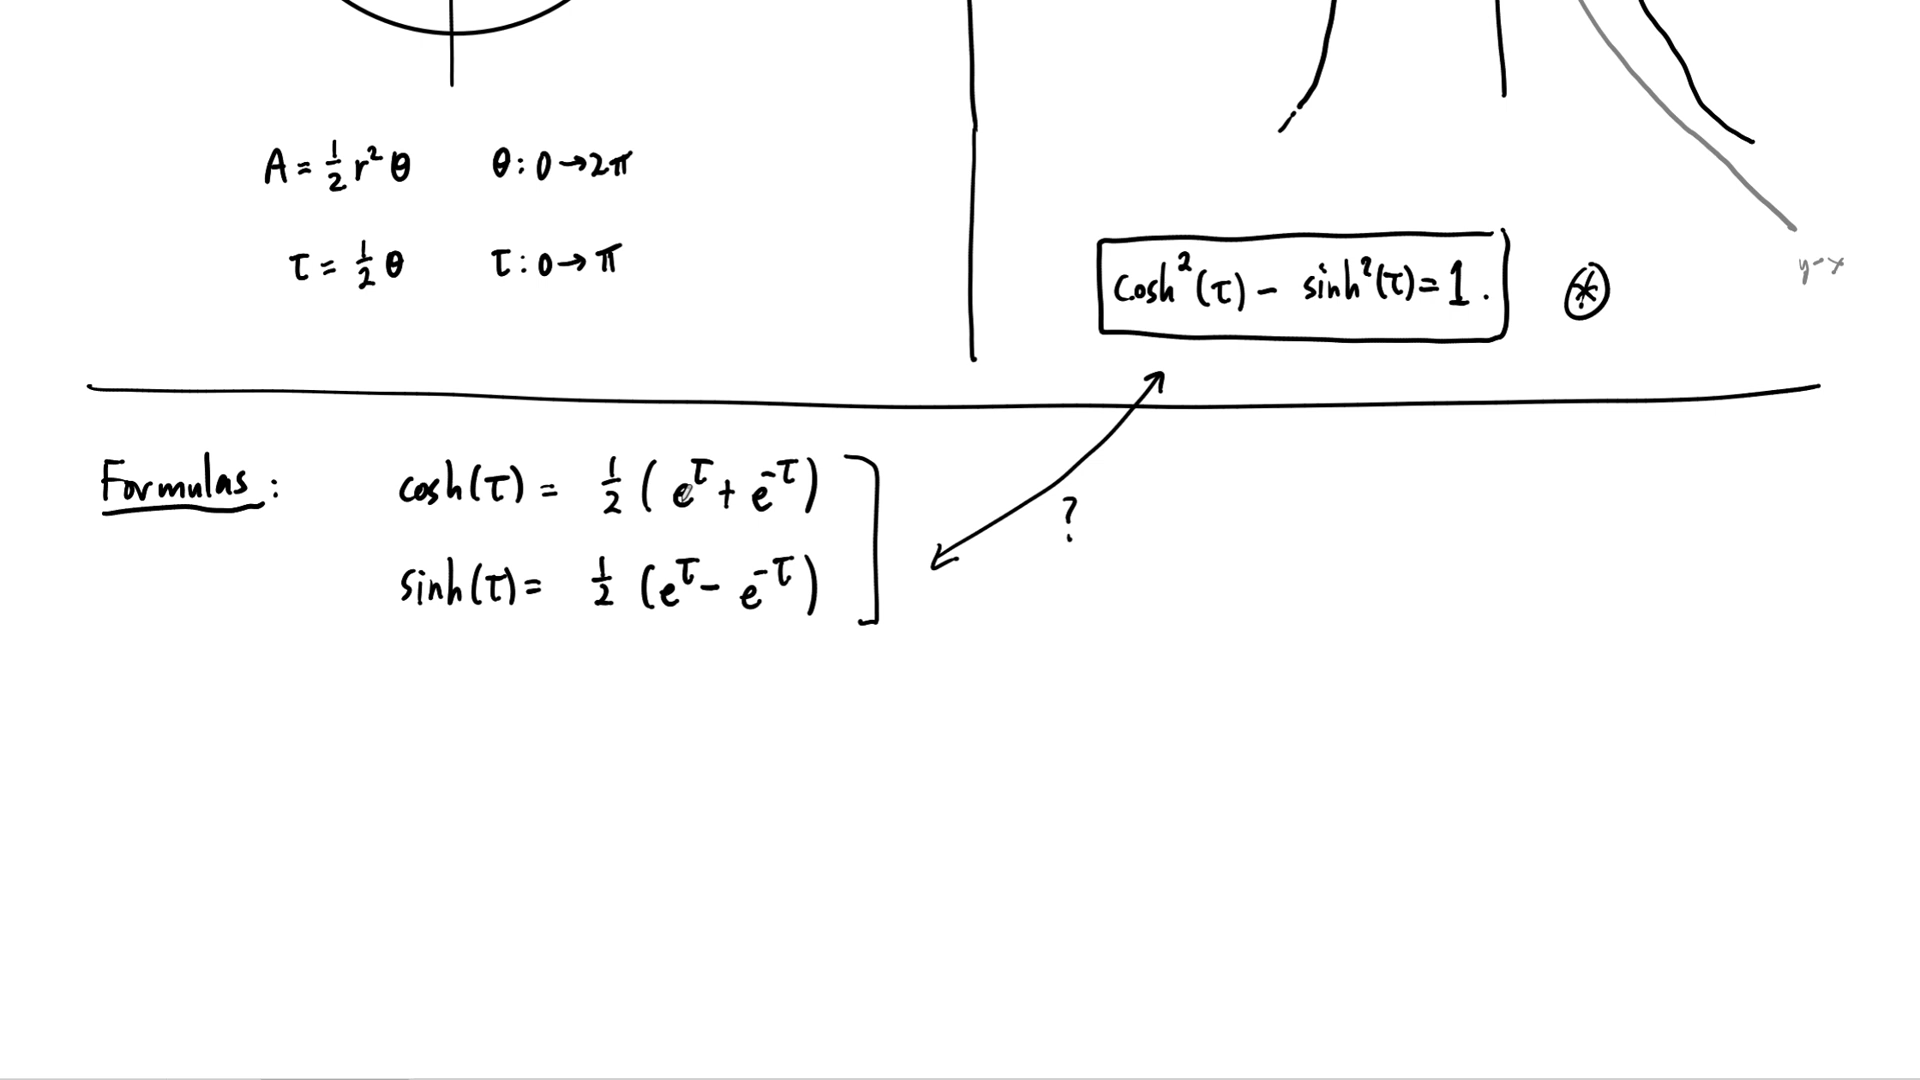 A = ½ r² θ    θ : 0 → 2π
τ = ½ θ    τ : 0 → π
cosh²(τ) - sinh²(τ) = 1 .    ⊛
Formulas :    cosh(τ) = ½ ( e^τ + e^-τ )
?
sinh(τ) = ½ ( e^τ - e^-τ )